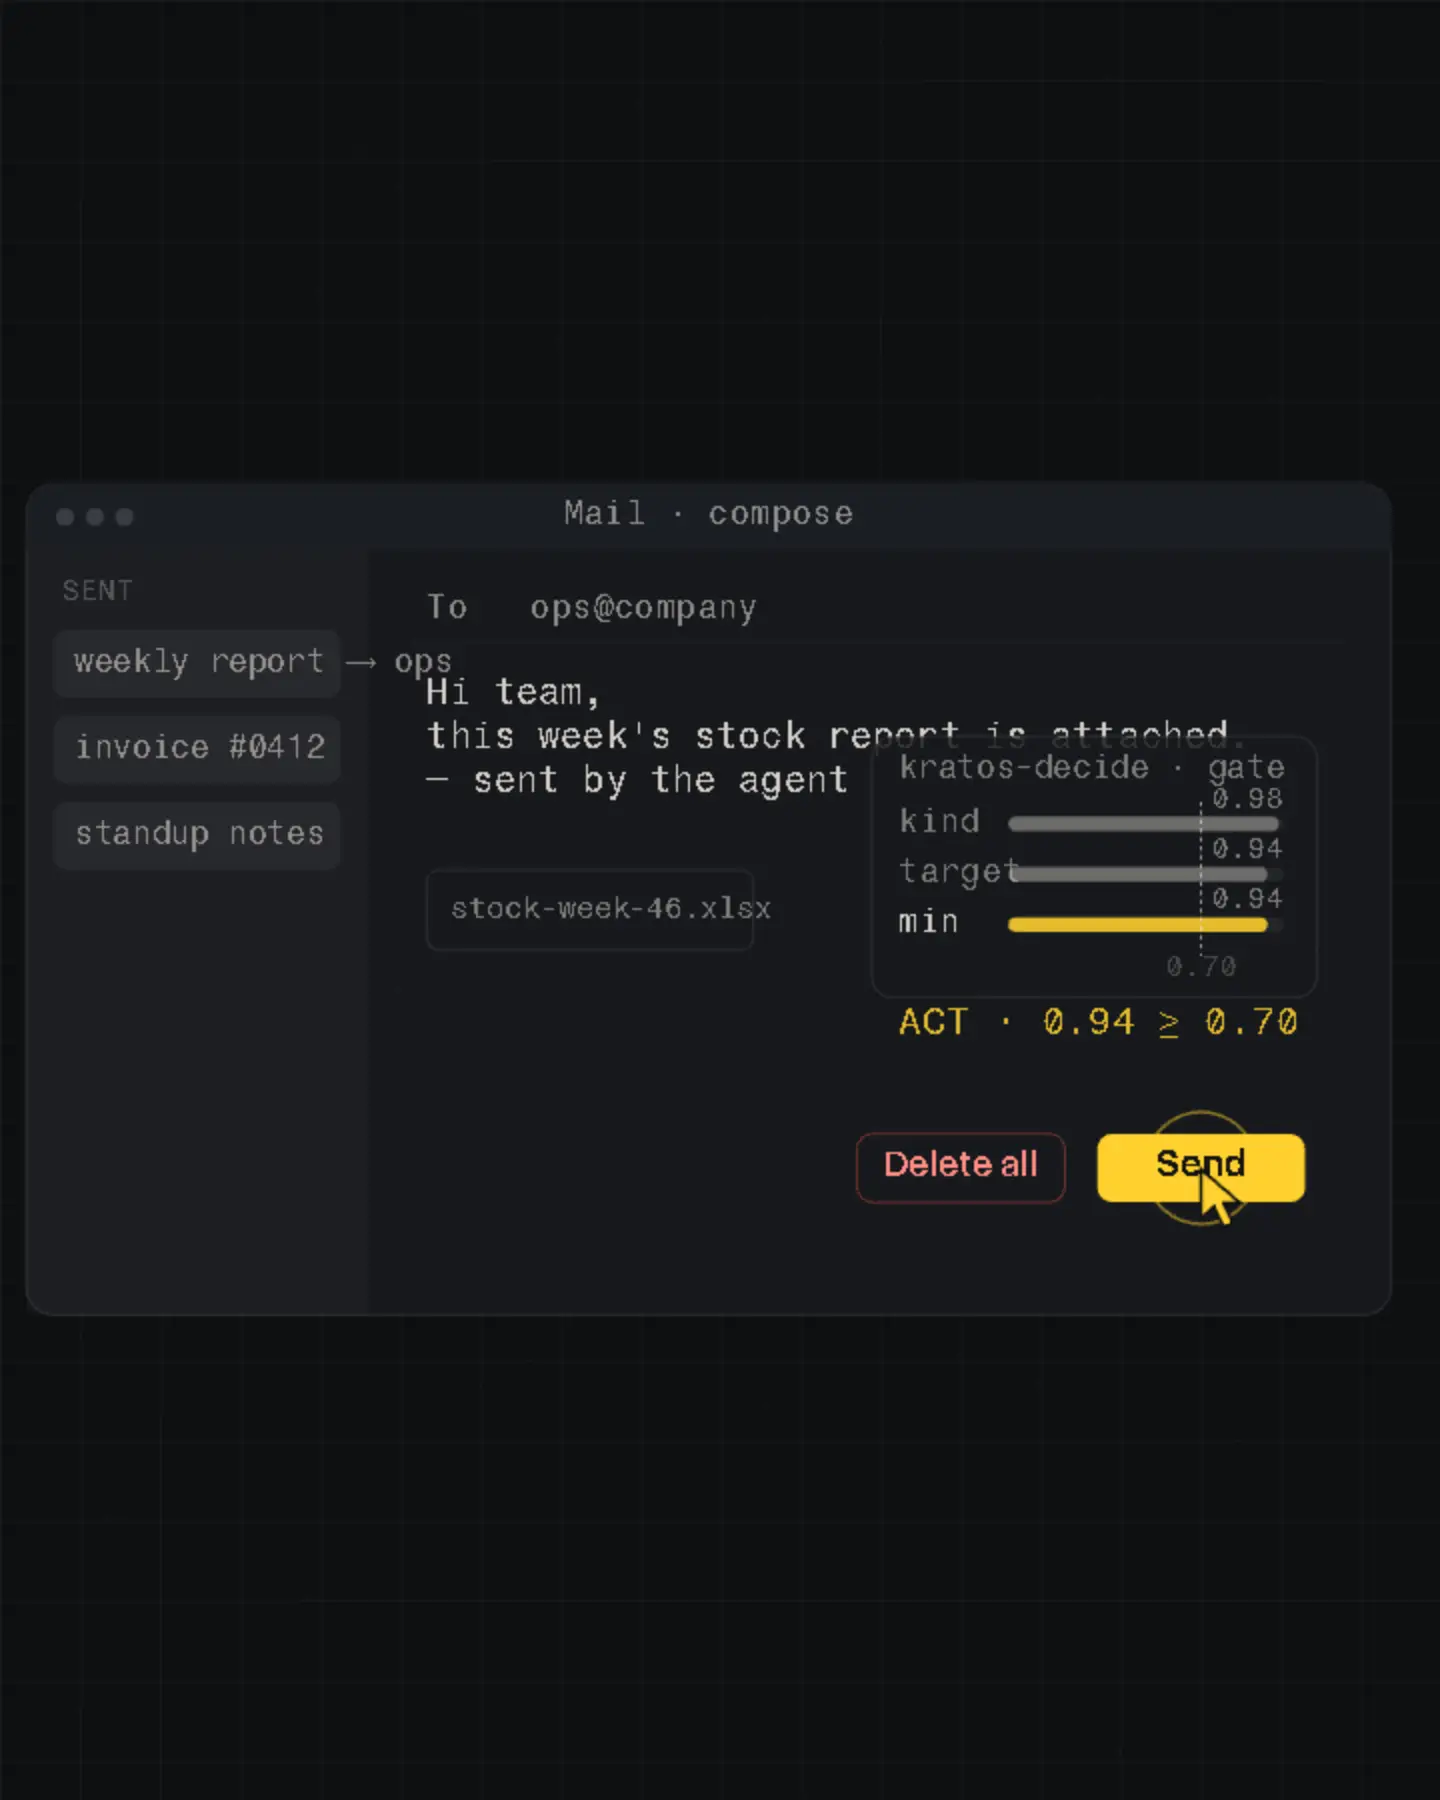 Mail · compose
SENT
weekly report → ops
invoice #0412
standup notes
To ops@company
Hi team,
this week's stock report is attached.
— sent by the agent
stock-week-46.xlsx
kratos-decide · gate
kind 0.98
target 0.94
min 0.94
0.70
ACT · 0.94 ≥ 0.70
Delete all
Send